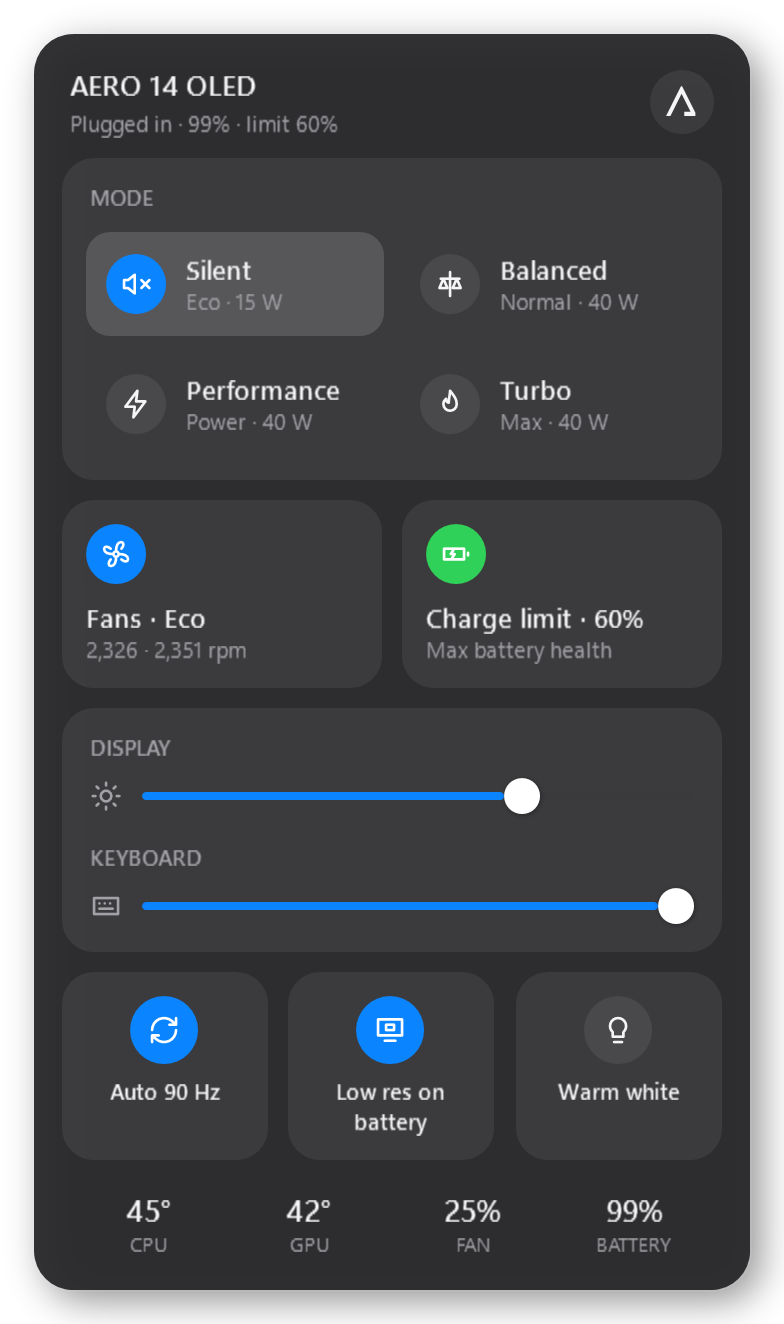 AERO 14 OLED
Plugged in · 99% · limit 60%
MODE
Silent
Eco · 15 W
Balanced
Normal · 40 W
Performance
Power · 40 W
Turbo
Max · 40 W
Fans · Eco
2,326 · 2,351 rpm
Charge limit · 60%
Max battery health
DISPLAY
KEYBOARD
Auto 90 Hz
Low res on
battery
Warm white
45°
CPU
42°
GPU
25%
FAN
99%
BATTERY